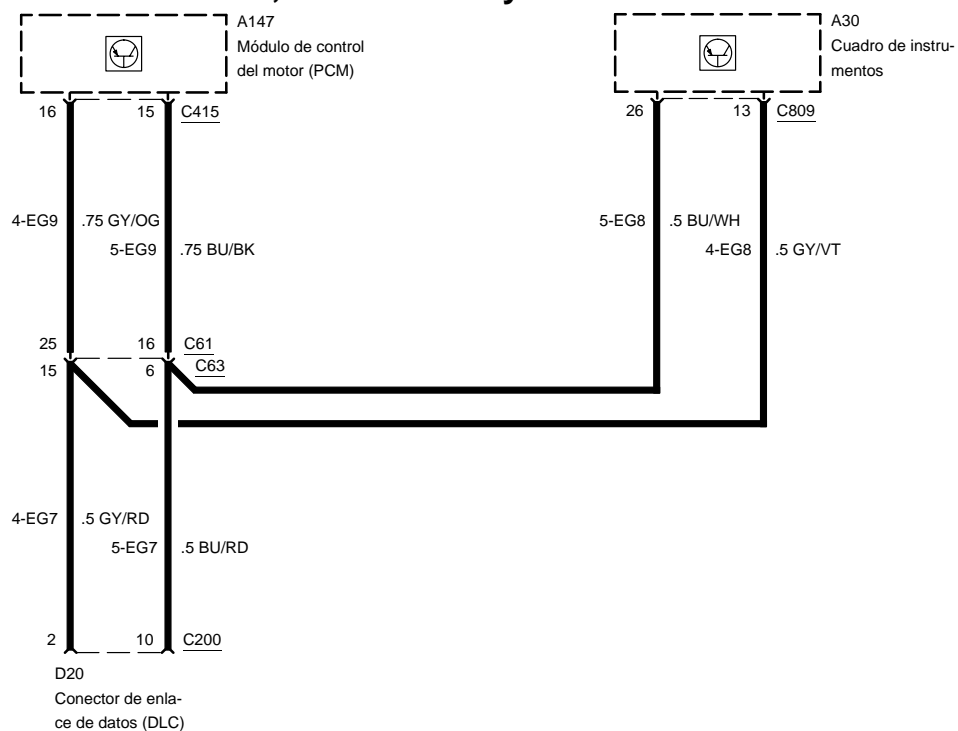 A147
Módulo de control
del motor (PCM)
A30
Cuadro de instru-
mentos
16 15 C415
26 13 C809
4-EG9 .75 GY/OG
5-EG9 .75 BU/BK
5-EG8 .5 BU/WH
4-EG8 .5 GY/VT
25 16 C61
15 6 C63
4-EG7 .5 GY/RD
5-EG7 .5 BU/RD
2 10 C200
D20
Conector de enla-
ce de datos (DLC)